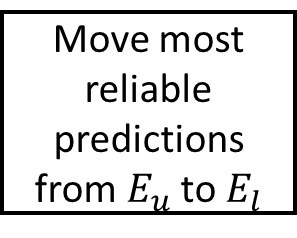 Move most
reliable
predictions
from $E_u$ to $E_l$